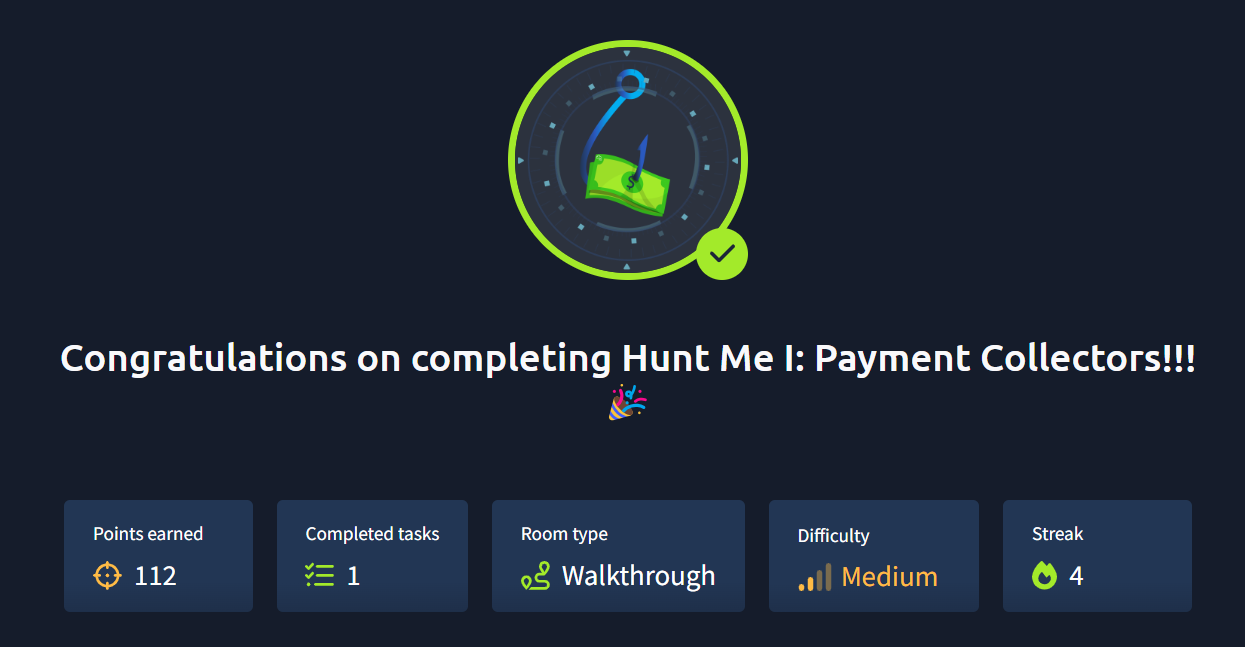 Congratulations on completing Hunt Me I: Payment Collectors!!!
🎉
Points earned
112
Completed tasks
1
Room type
Walkthrough
Difficulty
Medium
Streak
4